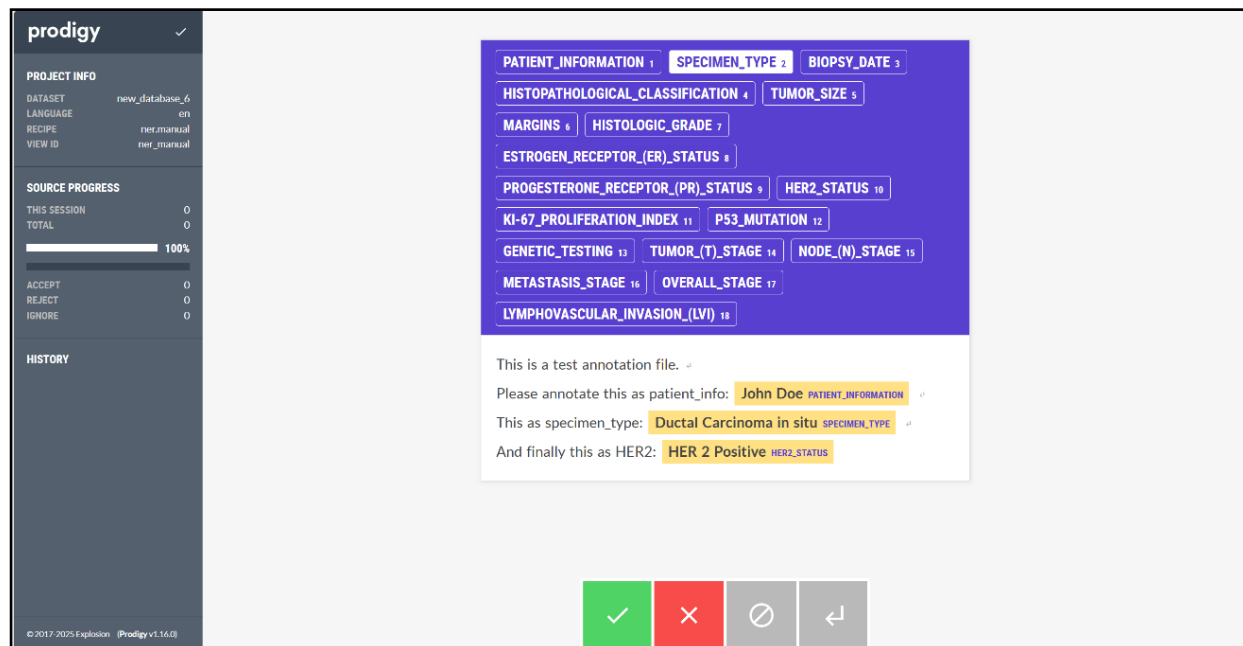 prodigy
PROJECT INFO
DATASET new_database_6
LANGUAGE en
RECIPE ner.manual
VIEW ID ner_manual
SOURCE PROGRESS
THIS SESSION 0
TOTAL 0
100%
ACCEPT 0
REJECT 0
IGNORE 0
HISTORY
© 2017-2025 Explosion (Prodigy v1.16.0)
PATIENT_INFORMATION 1 SPECIMEN_TYPE 2 BIOPSY_DATE 3
HISTOPATHOLOGICAL_CLASSIFICATION 4 TUMOR_SIZE 5
MARGINS 6 HISTOLOGIC_GRADE 7
ESTROGEN_RECEPTOR_(ER)_STATUS 8
PROGESTERONE_RECEPTOR_(PR)_STATUS 9 HER2_STATUS 10
KI-67_PROLIFERATION_INDEX 11 P53_MUTATION 12
GENETIC_TESTING 13 TUMOR_(T)_STAGE 14 NODE_(N)_STAGE 15
METASTASIS_STAGE 16 OVERALL_STAGE 17
LYMPHOVASCULAR_INVASION_(LVI) 18
This is a test annotation file. ↵
Please annotate this as patient_info: John Doe PATIENT_INFORMATION ↵
This as specimen_type: Ductal Carcinoma in situ SPECIMEN_TYPE ↵
And finally this as HER2: HER 2 Positive HER2_STATUS